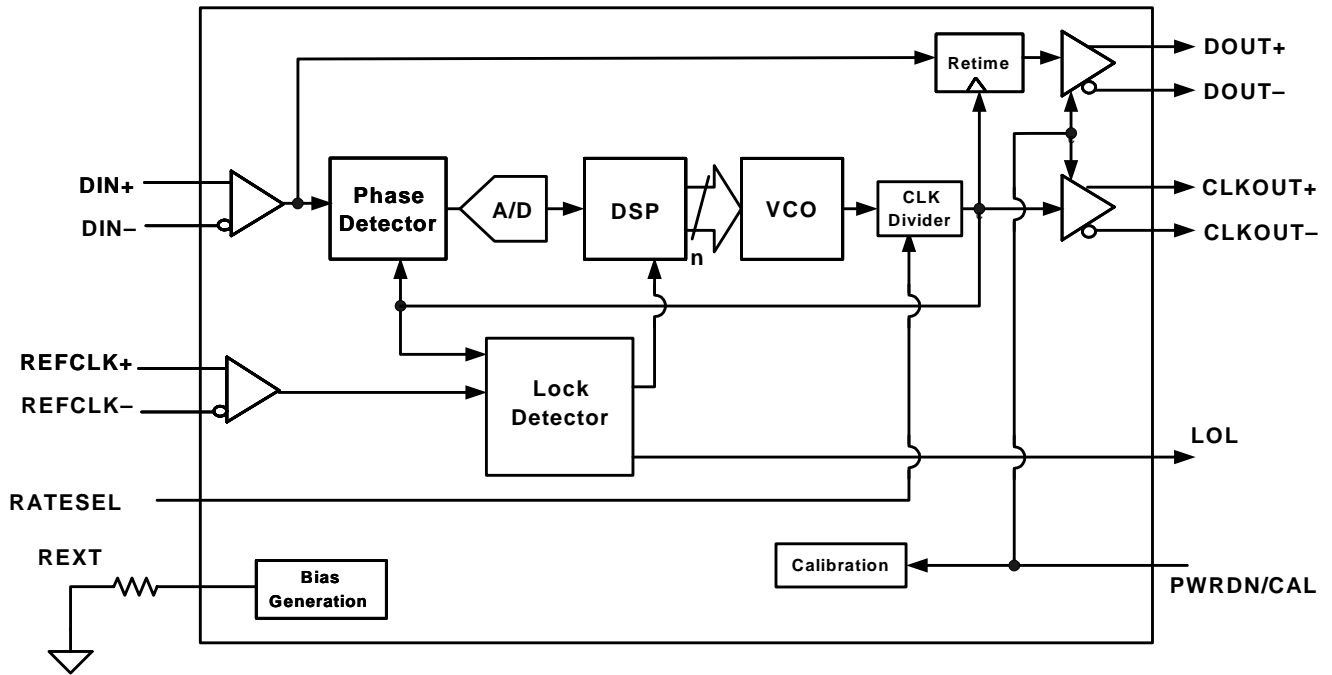 DOUT+
Retime
DOUT–
DIN+
DIN–
Phase
Detector
A/D
DSP
n
VCO
CLK
Divider
CLKOUT+
CLKOUT–
REFCLK+
REFCLK–
Lock
Detector
LOL
RATESEL
REXT
Bias
Generation
Calibration
PWRDN/CAL